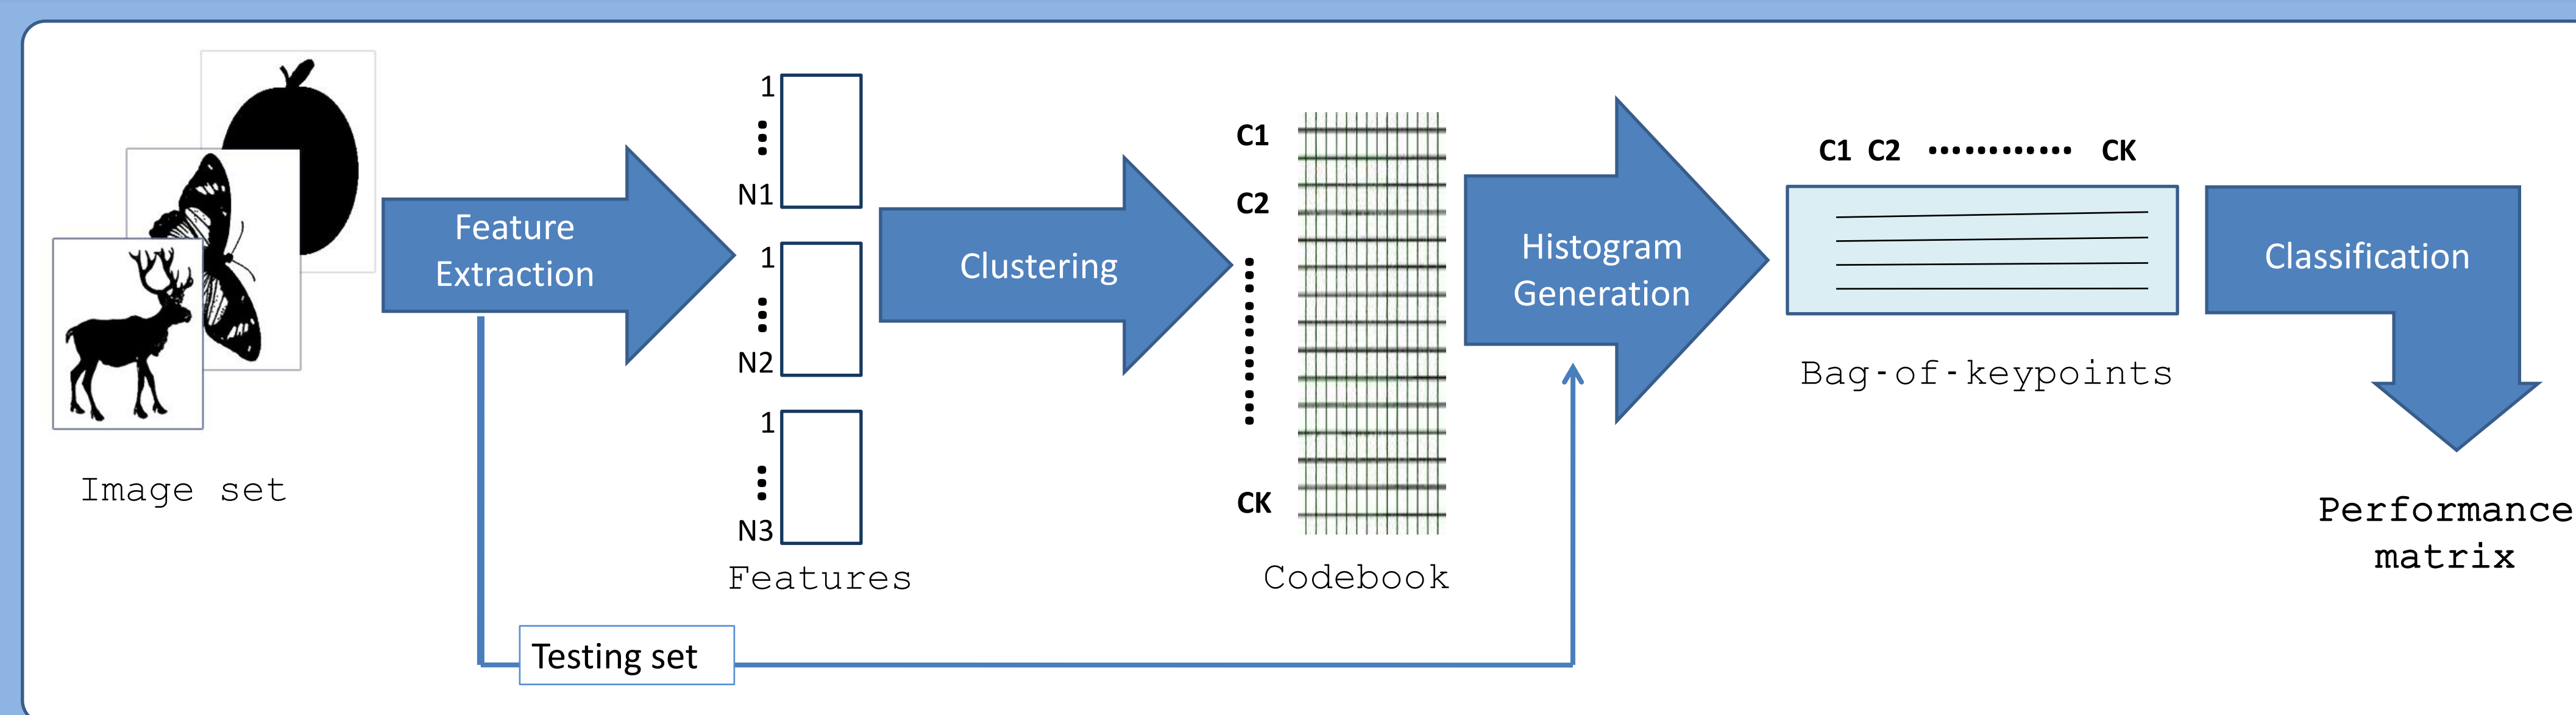 Image set
Feature
Extraction
1
N1
1
N2
1
N3
Features
Clustering
C1
C2
CK
Codebook
Histogram
Generation
C1 C2 ............ CK
Bag-of-keypoints
Classification
Performance
matrix
Testing set